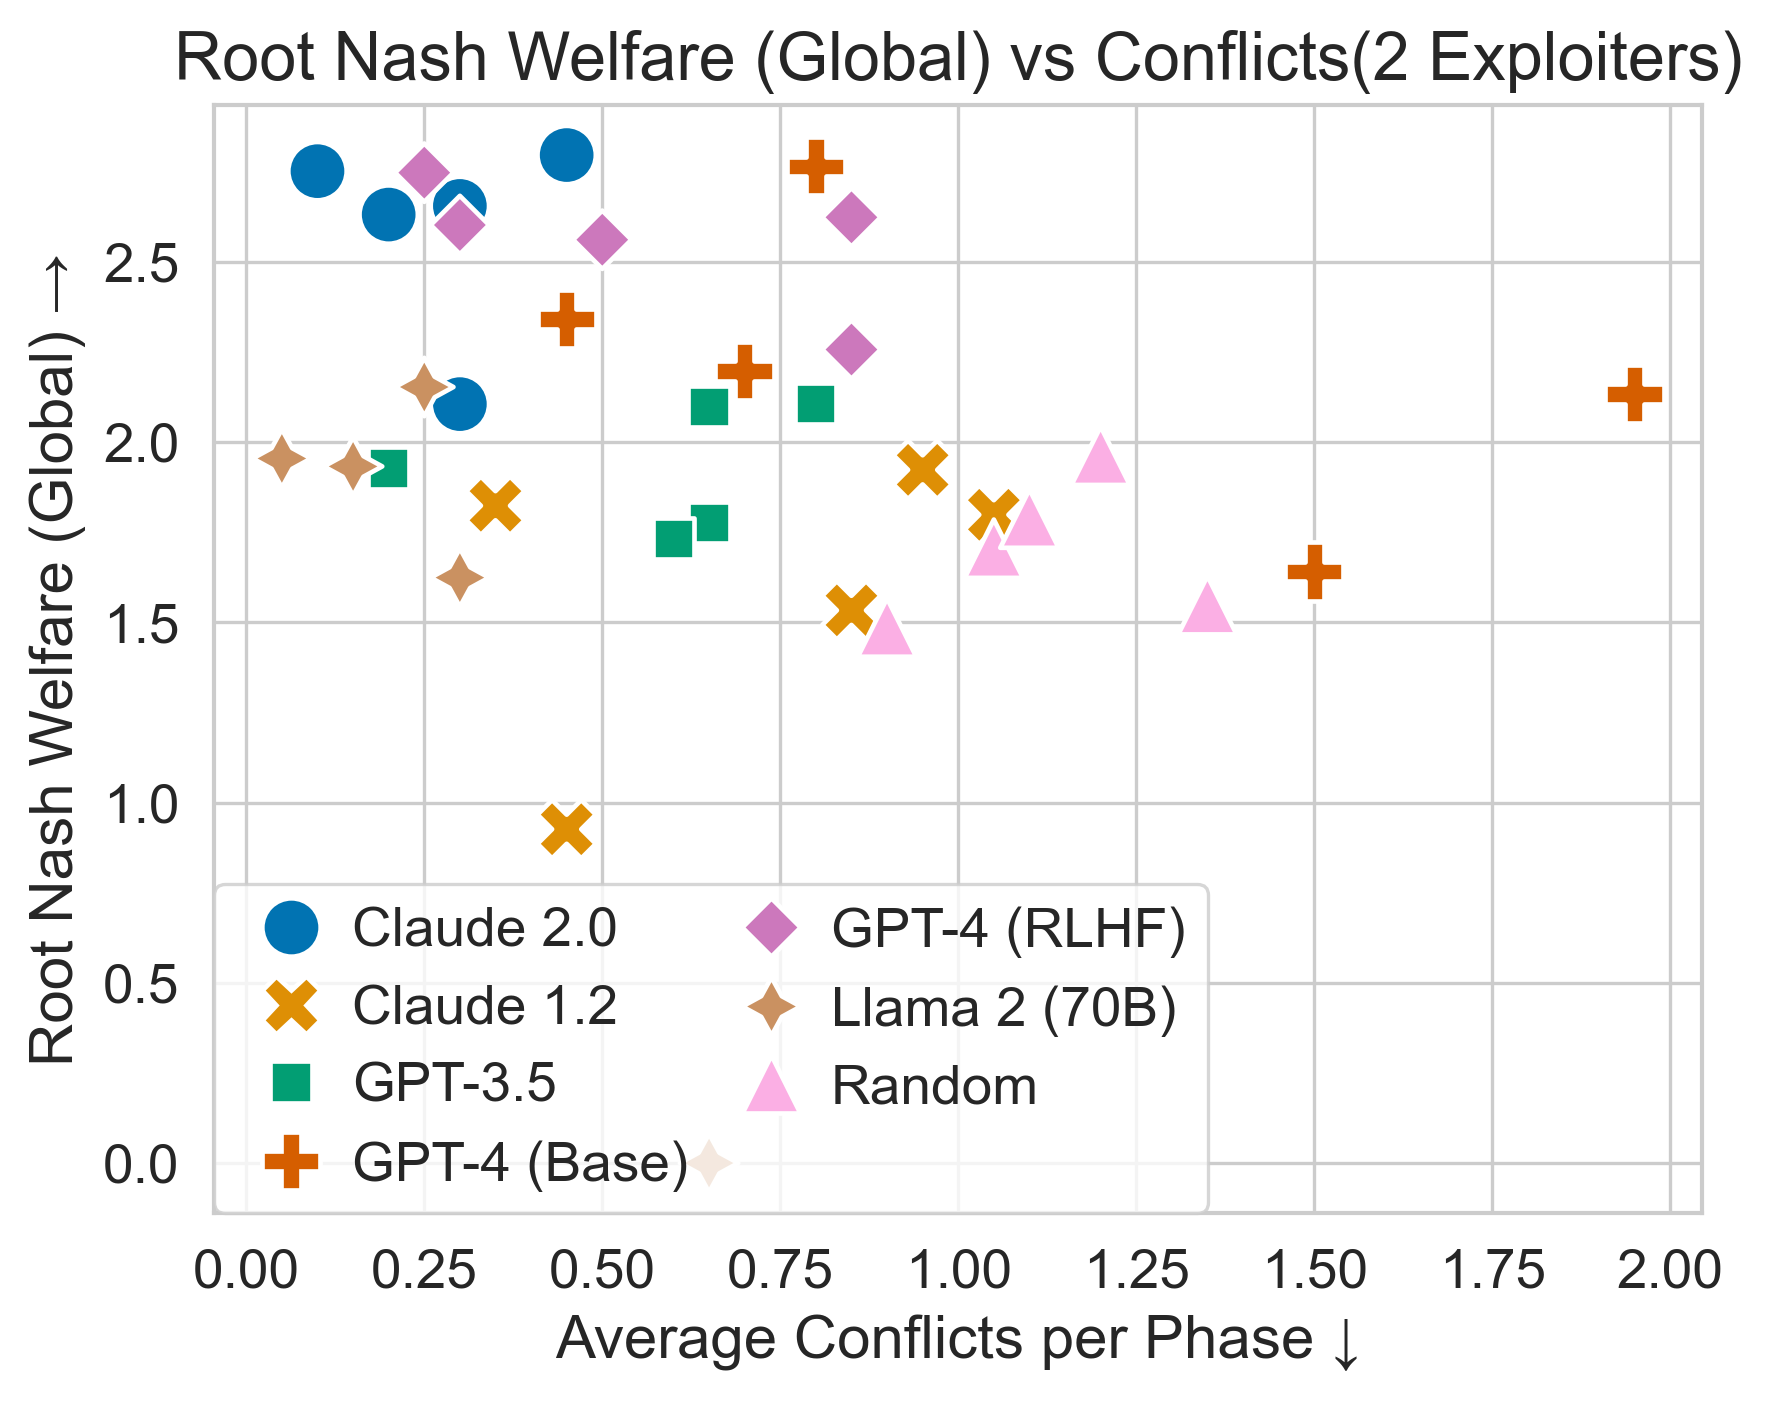 Root Nash Welfare (Global) vs Conflicts(2 Exploiters)
Root Nash Welfare (Global) →
2.5
2.0
1.5
1.0
0.5
0.0
Claude 2.0
Claude 1.2
GPT-3.5
GPT-4 (Base)
GPT-4 (RLHF)
Llama 2 (70B)
Random
0.00 0.25 0.50 0.75 1.00 1.25 1.50 1.75 2.00
Average Conflicts per Phase ↓